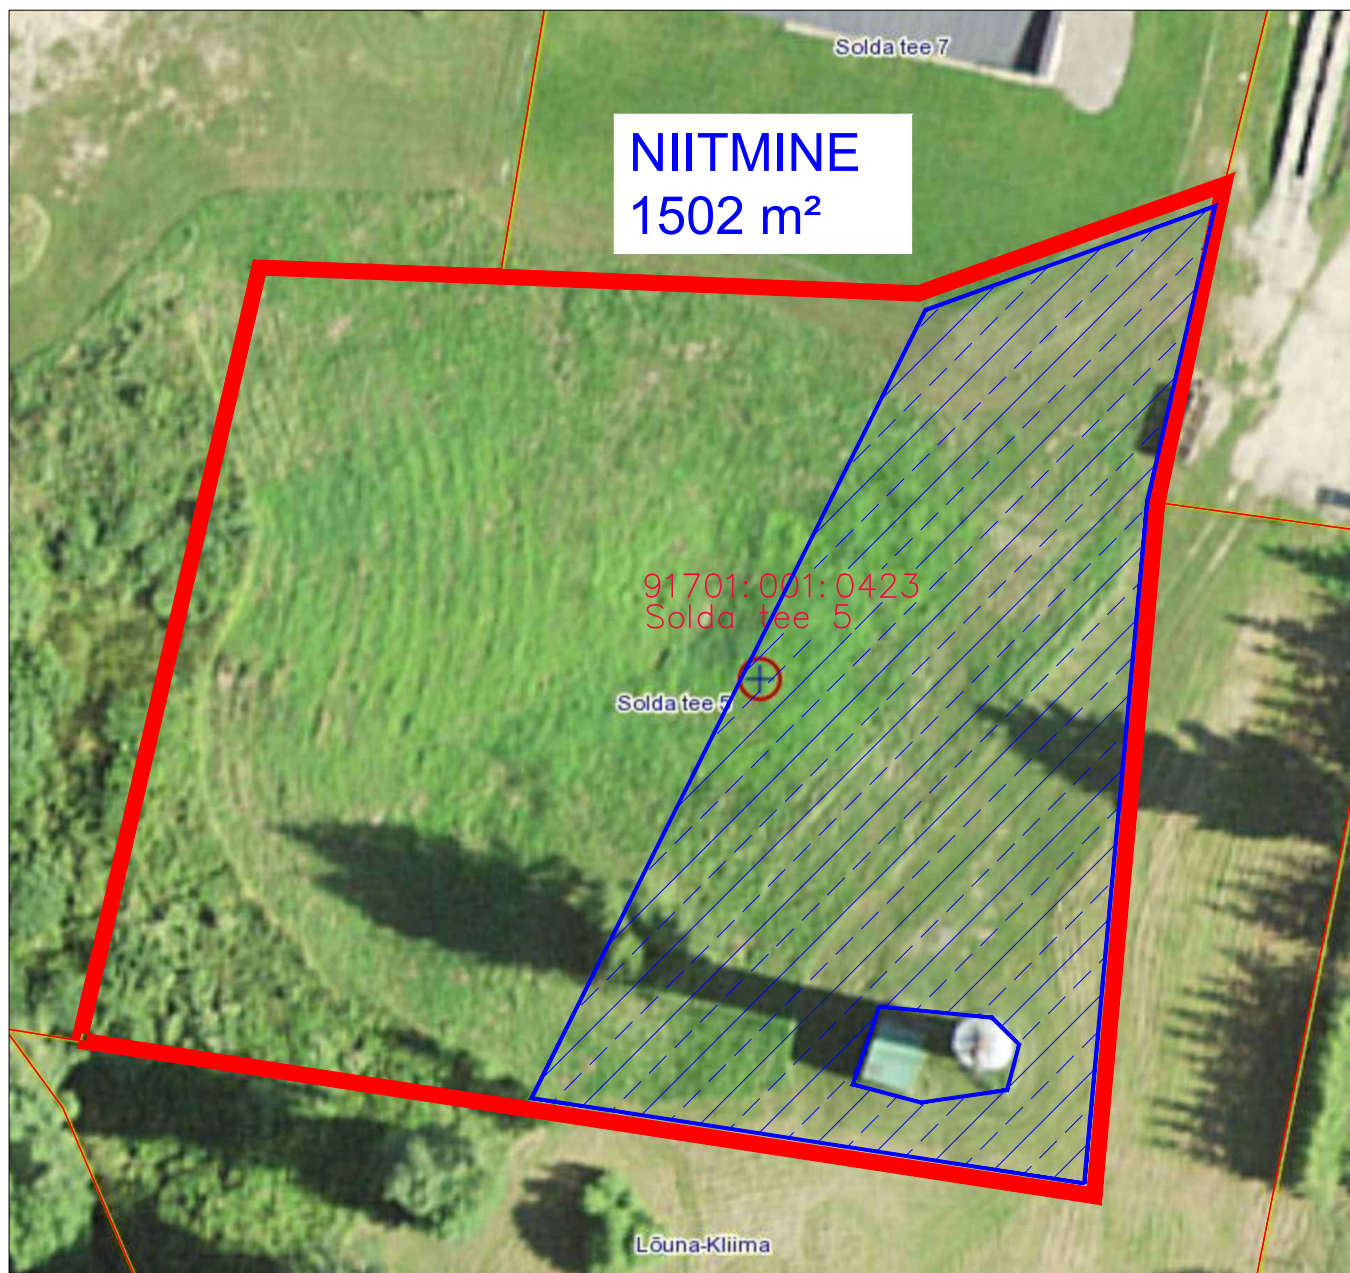 Solda tee 7
NIITMINE
1502 m²
91701:001:0423
Solda tee 5
Solda tee 5
Lõuna-Kliima